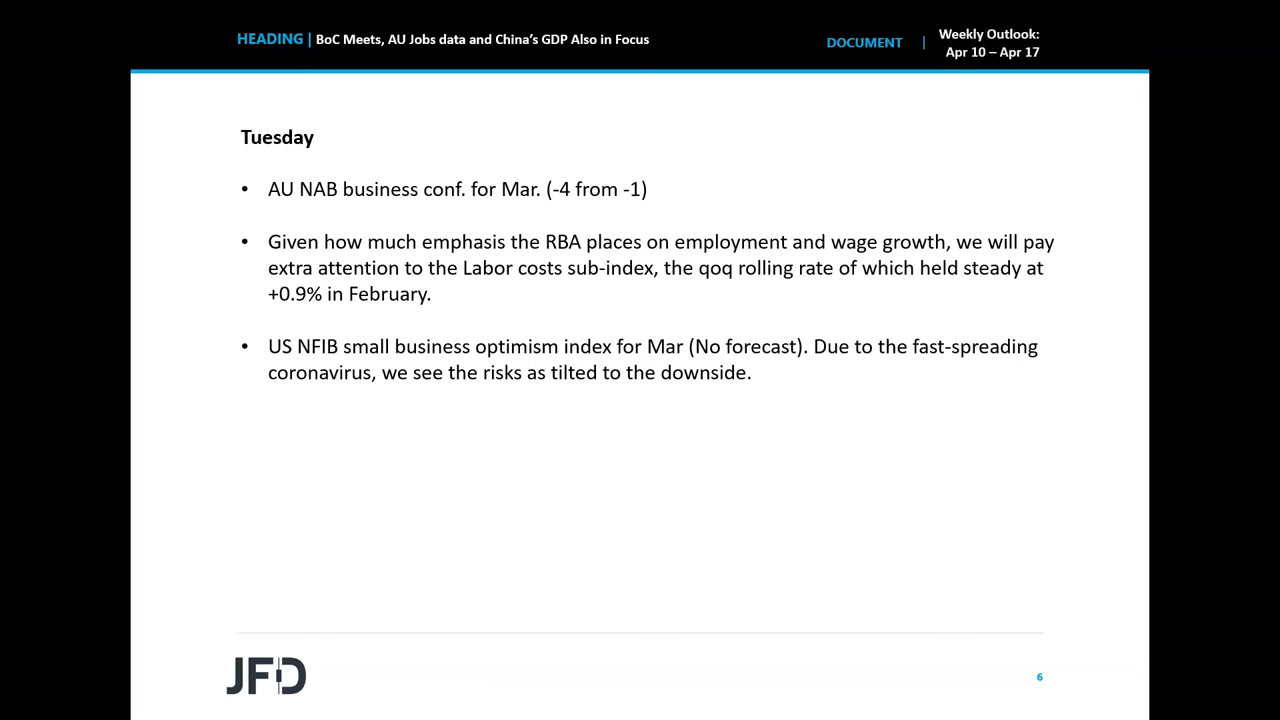 HEADING | BoC Meets, AU Jobs data and China’s GDP Also in Focus
DOCUMENT | Weekly Outlook:
Apr 10 – Apr 17
Tuesday
• AU NAB business conf. for Mar. (-4 from -1)
• Given how much emphasis the RBA places on employment and wage growth, we will pay
extra attention to the Labor costs sub-index, the qoq rolling rate of which held steady at
+0.9% in February.
• US NFIB small business optimism index for Mar (No forecast). Due to the fast-spreading
coronavirus, we see the risks as tilted to the downside.
JFD
6